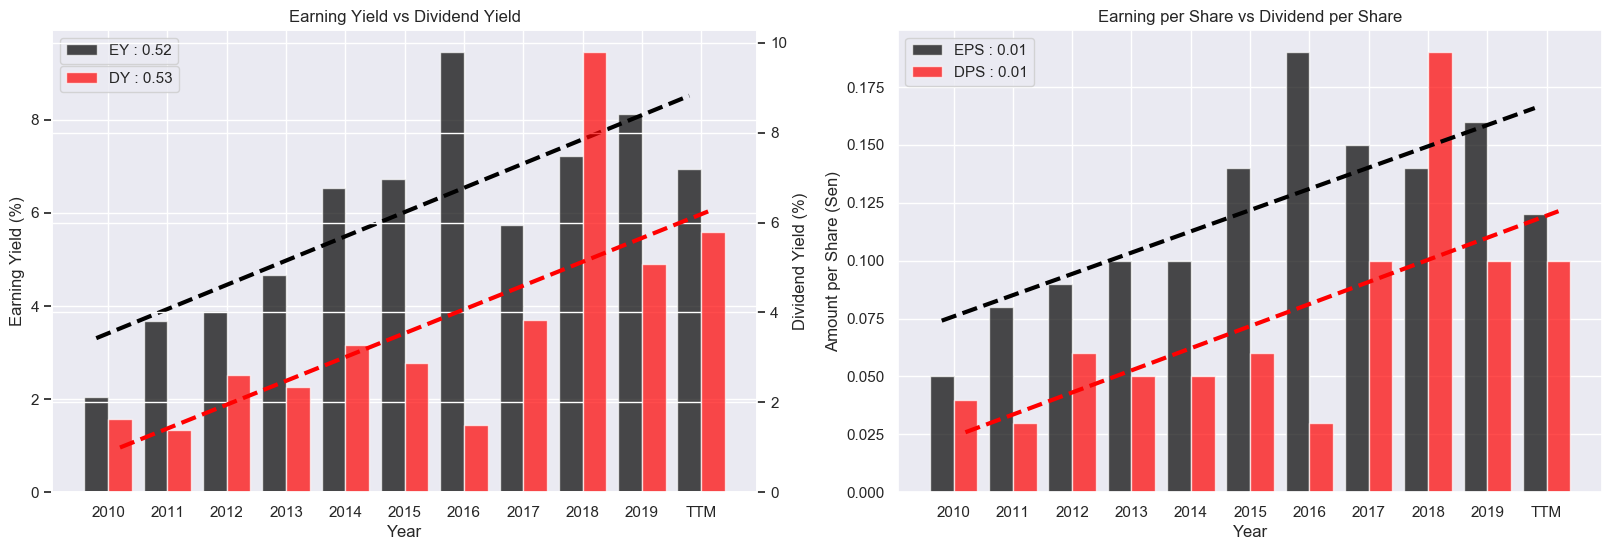 Earning Yield vs Dividend Yield
EY : 0.52
DY : 0.53
Earning Yield (%)
8
6
4
2
0
10
8
6
4
2
0
Dividend Yield (%)
2010 2011 2012 2013 2014 2015 2016 2017 2018 2019 TTM
Year
Earning per Share vs Dividend per Share
EPS : 0.01
DPS : 0.01
Amount per Share (Sen)
0.175
0.150
0.125
0.100
0.075
0.050
0.025
0.000
2010 2011 2012 2013 2014 2015 2016 2017 2018 2019 TTM
Year